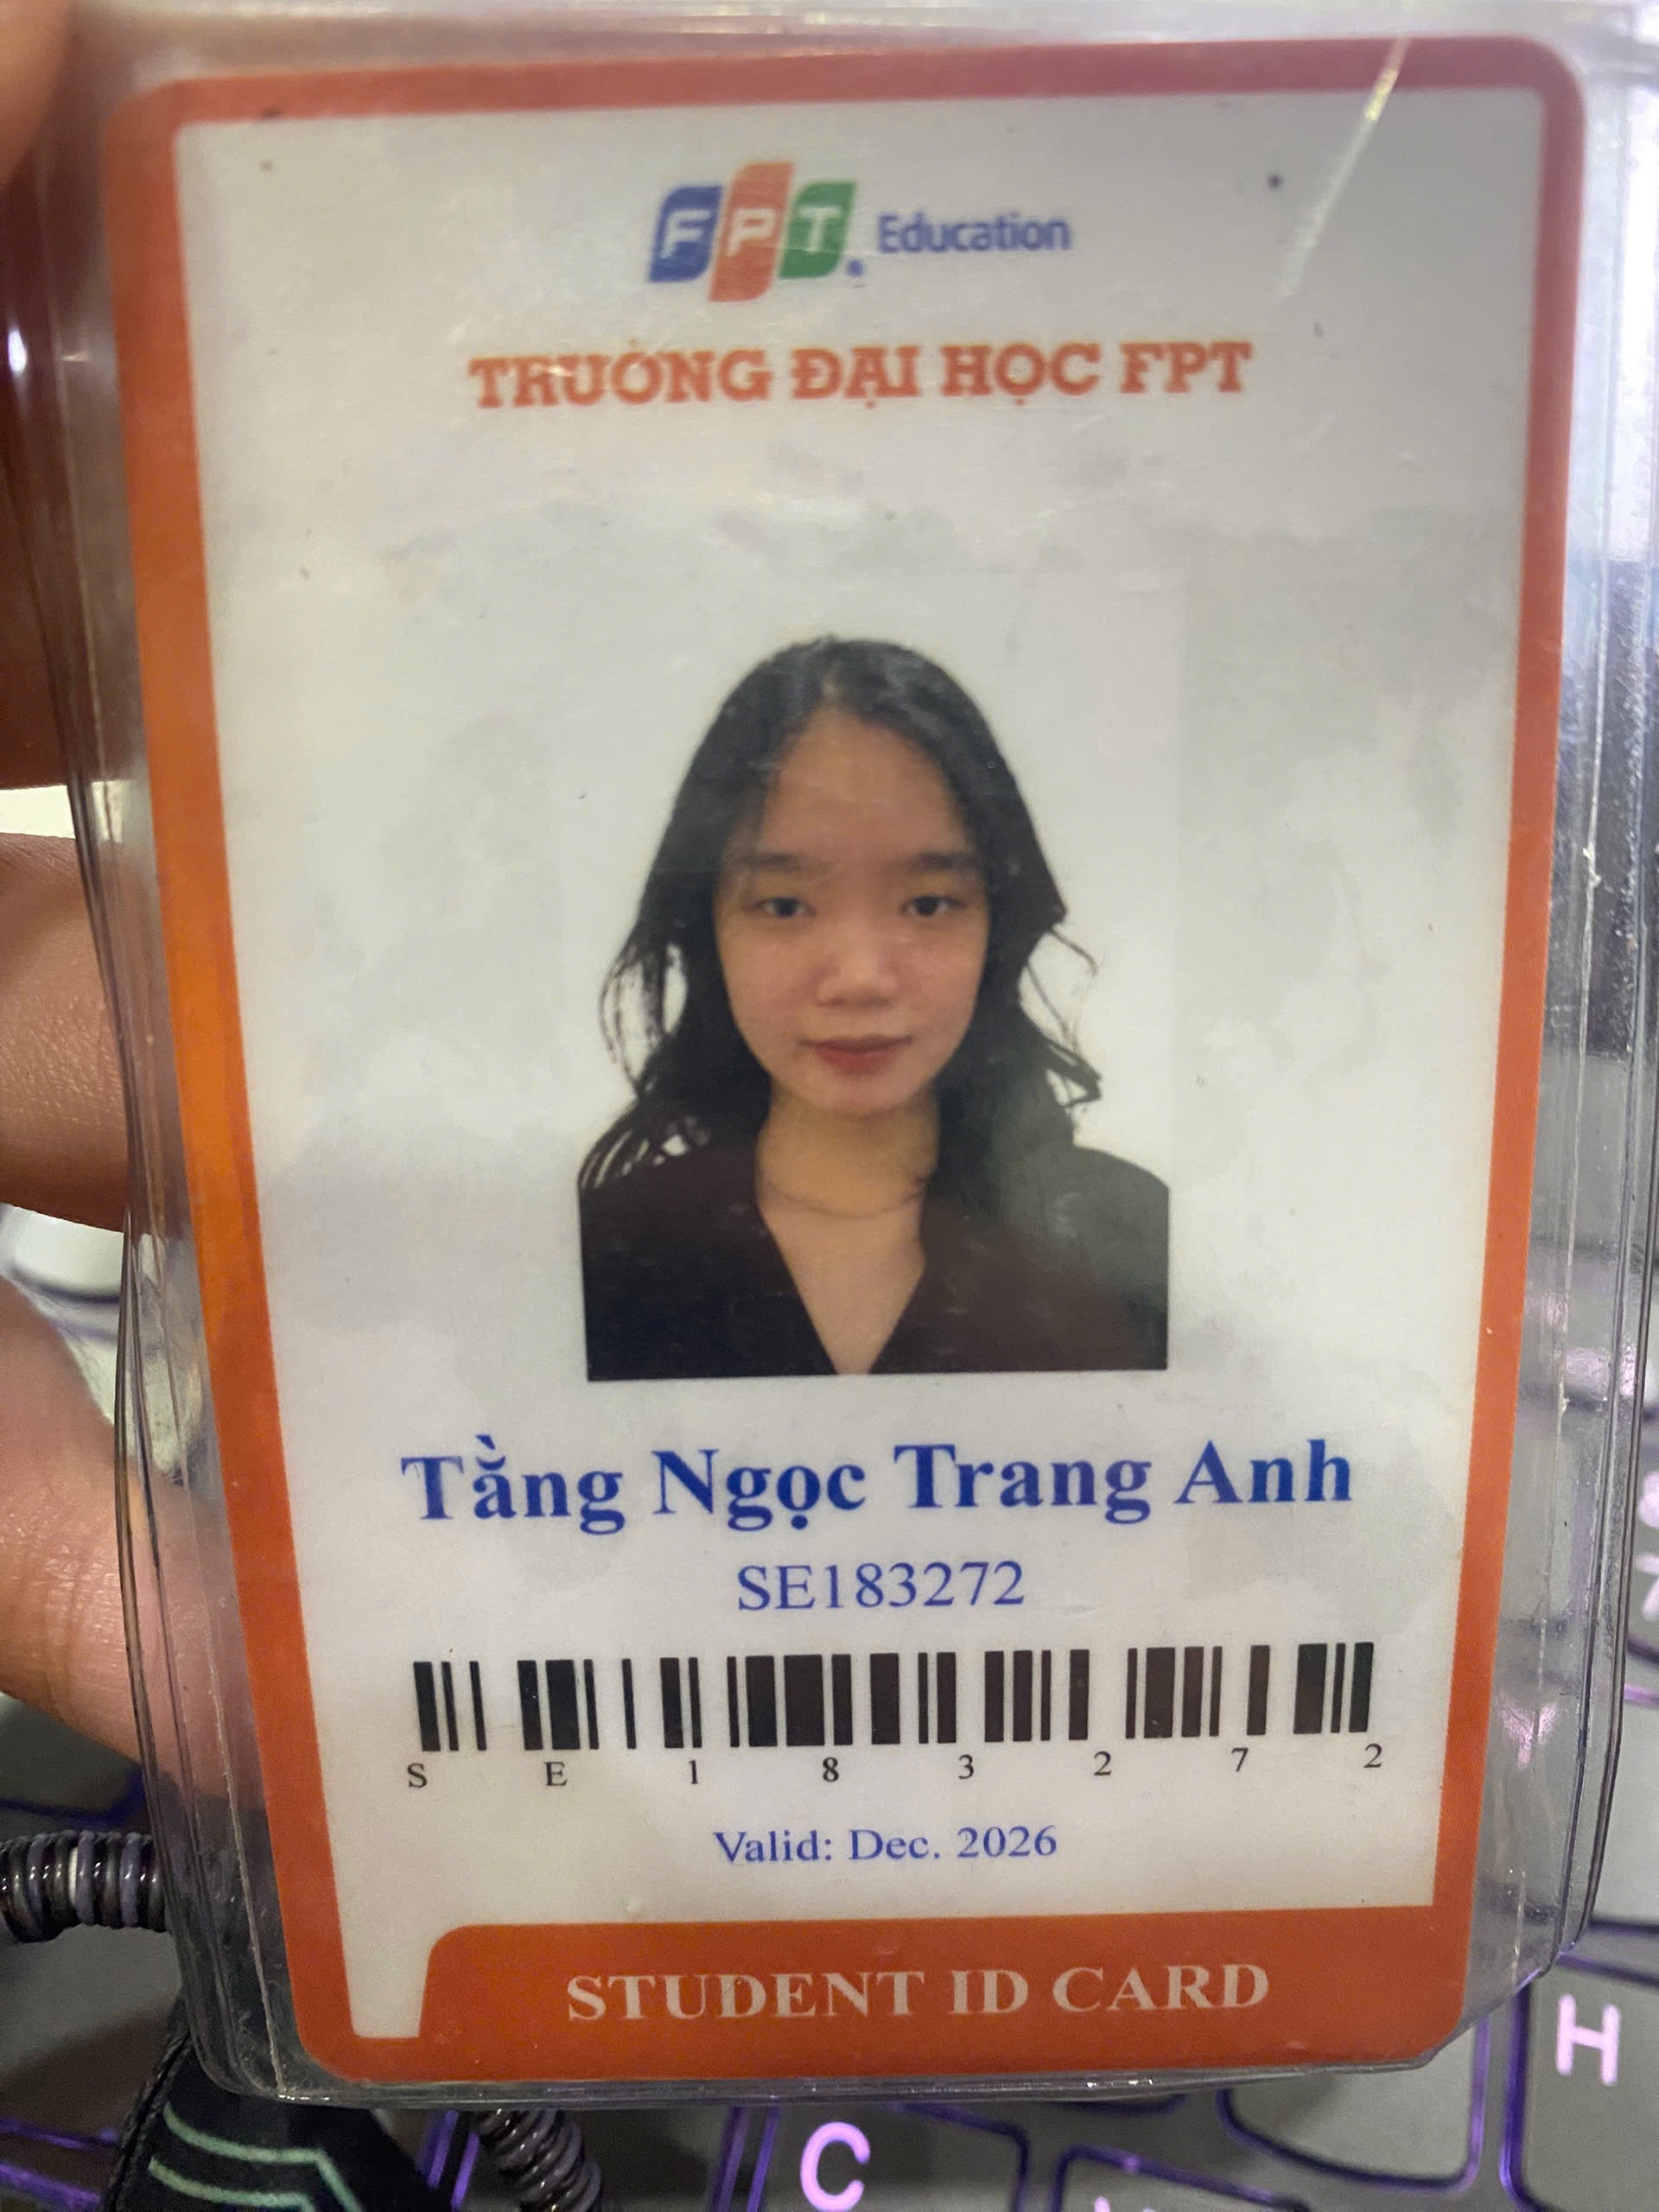 FPT Education
TRƯỜNG ĐẠI HỌC FPT
Tằng Ngọc Trang Anh
SE183272
S E 1 8 3 2 7 2
Valid: Dec. 2026
STUDENT ID CARD
H
C